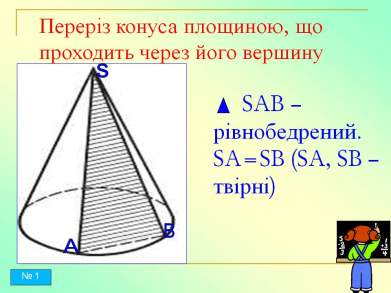 Переріз конуса площиною, що
проходить через його вершину
S
SAB –
рівнобедрений.
SA=SB (SA, SB –
твірні)
A
B
№ 1